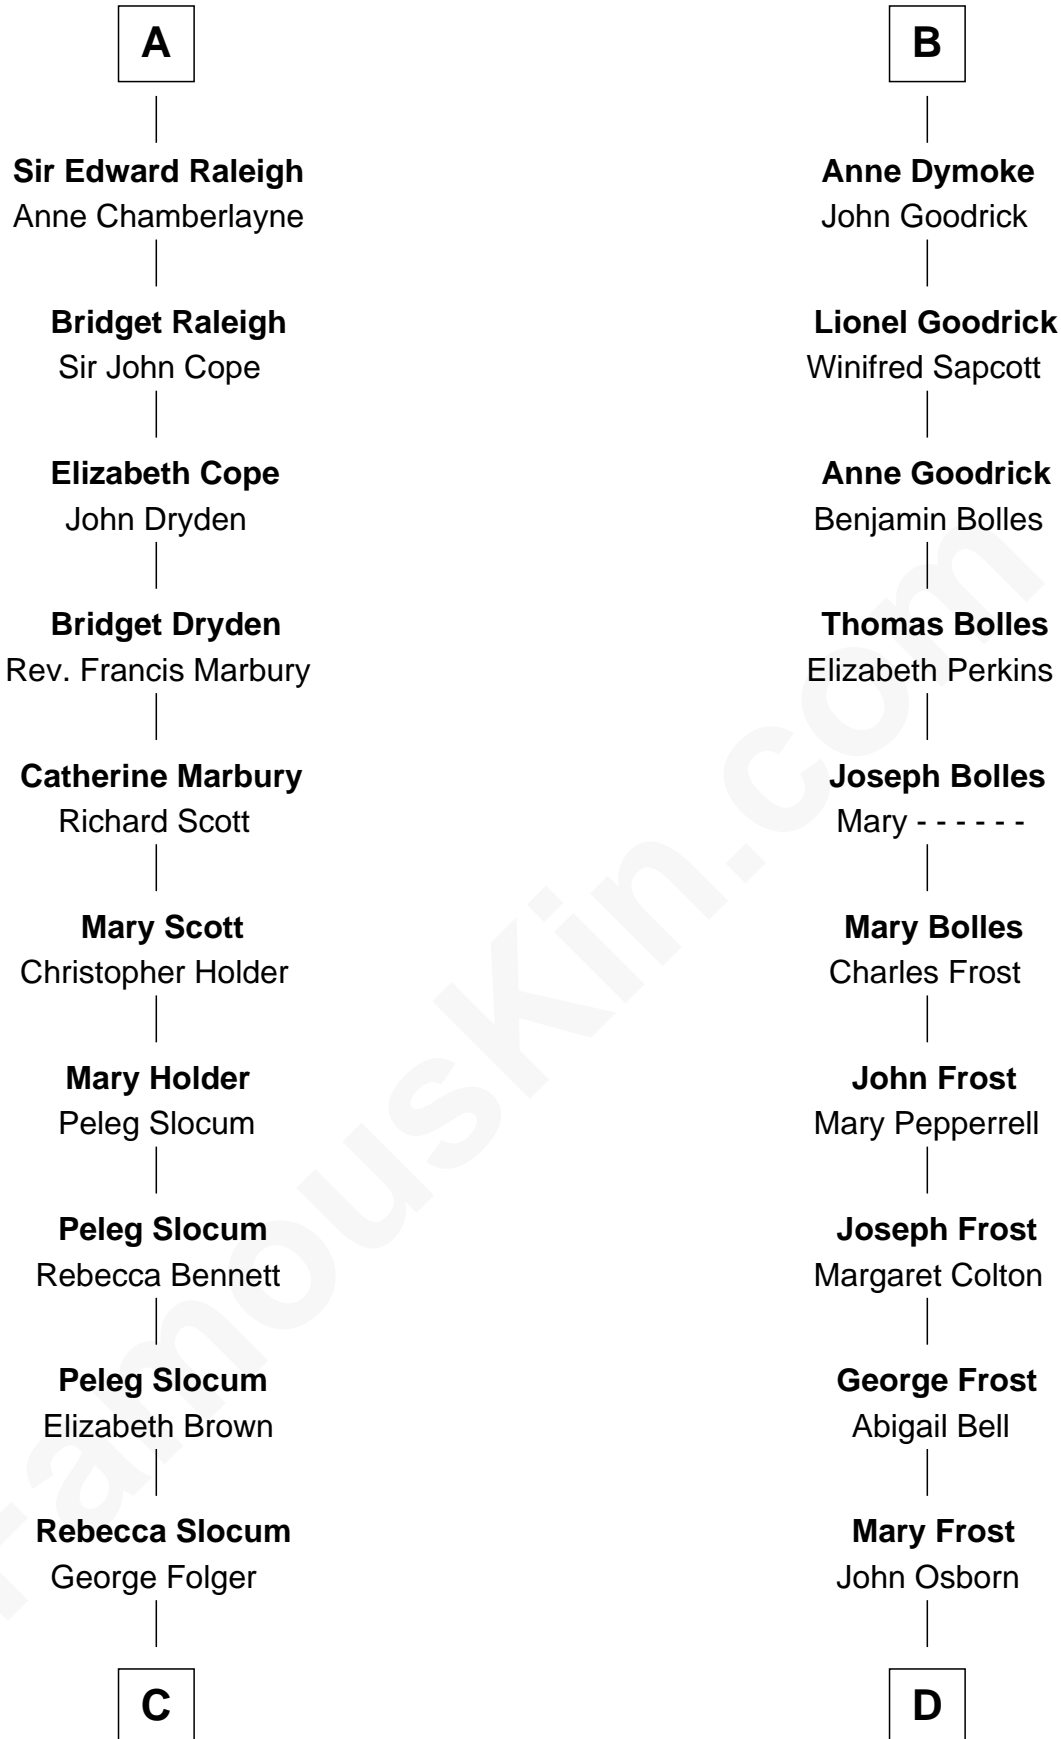 A
Sir Edward Raleigh
Anne Chamberlayne
Bridget Raleigh
Sir John Cope
Elizabeth Cope
John Dryden
Bridget Dryden
Rev. Francis Marbury
Catherine Marbury
Richard Scott
Mary Scott
Christopher Holder
Mary Holder
Peleg Slocum
Peleg Slocum
Rebecca Bennett
Peleg Slocum
Elizabeth Brown
Rebecca Slocum
George Folger
C
B
Anne Dymoke
John Goodrick
Lionel Goodrick
Winifred Sapcott
Anne Goodrick
Benjamin Bolles
Thomas Bolles
Elizabeth Perkins
Joseph Bolles
Mary - - - - - -
Mary Bolles
Charles Frost
John Frost
Mary Pepperrell
Joseph Frost
Margaret Colton
George Frost
Abigail Bell
Mary Frost
John Osborn
D
FamousKin.com